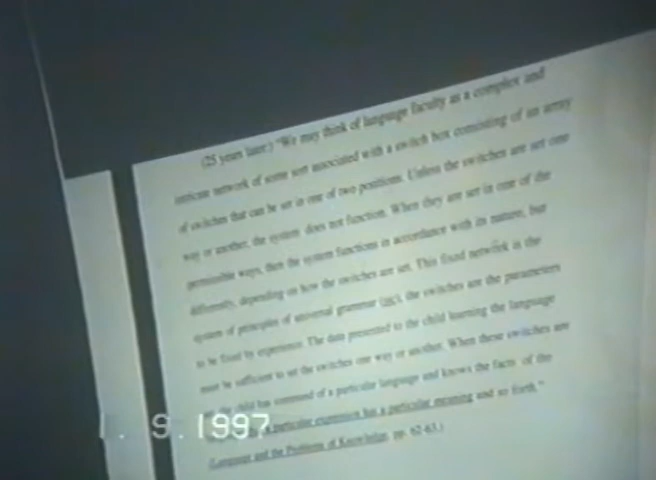 (25 years later:) "We may think of language faculty as a complex and
intricate network of some sort associated with a switch box consisting of an array
of switches that can be set in one of two positions. Unless the switches are set one
way or another, the system does not function. When they are set in one of the
permissible ways, then the system functions in accordance with its nature, but
differently, depending on how the switches are set. This fixed network is the
system of principles of universal grammar (sic); the switches are the parameters
to be fixed by experience. The data presented to the child learning the language
must be sufficient to set the switches one way or another. When these switches are
the child has command of a particular language and knows the facts of the
a particular expression has a particular meaning and so forth."
(Language and the Problems of Knowledge, pp. 62-63.)
9.1997